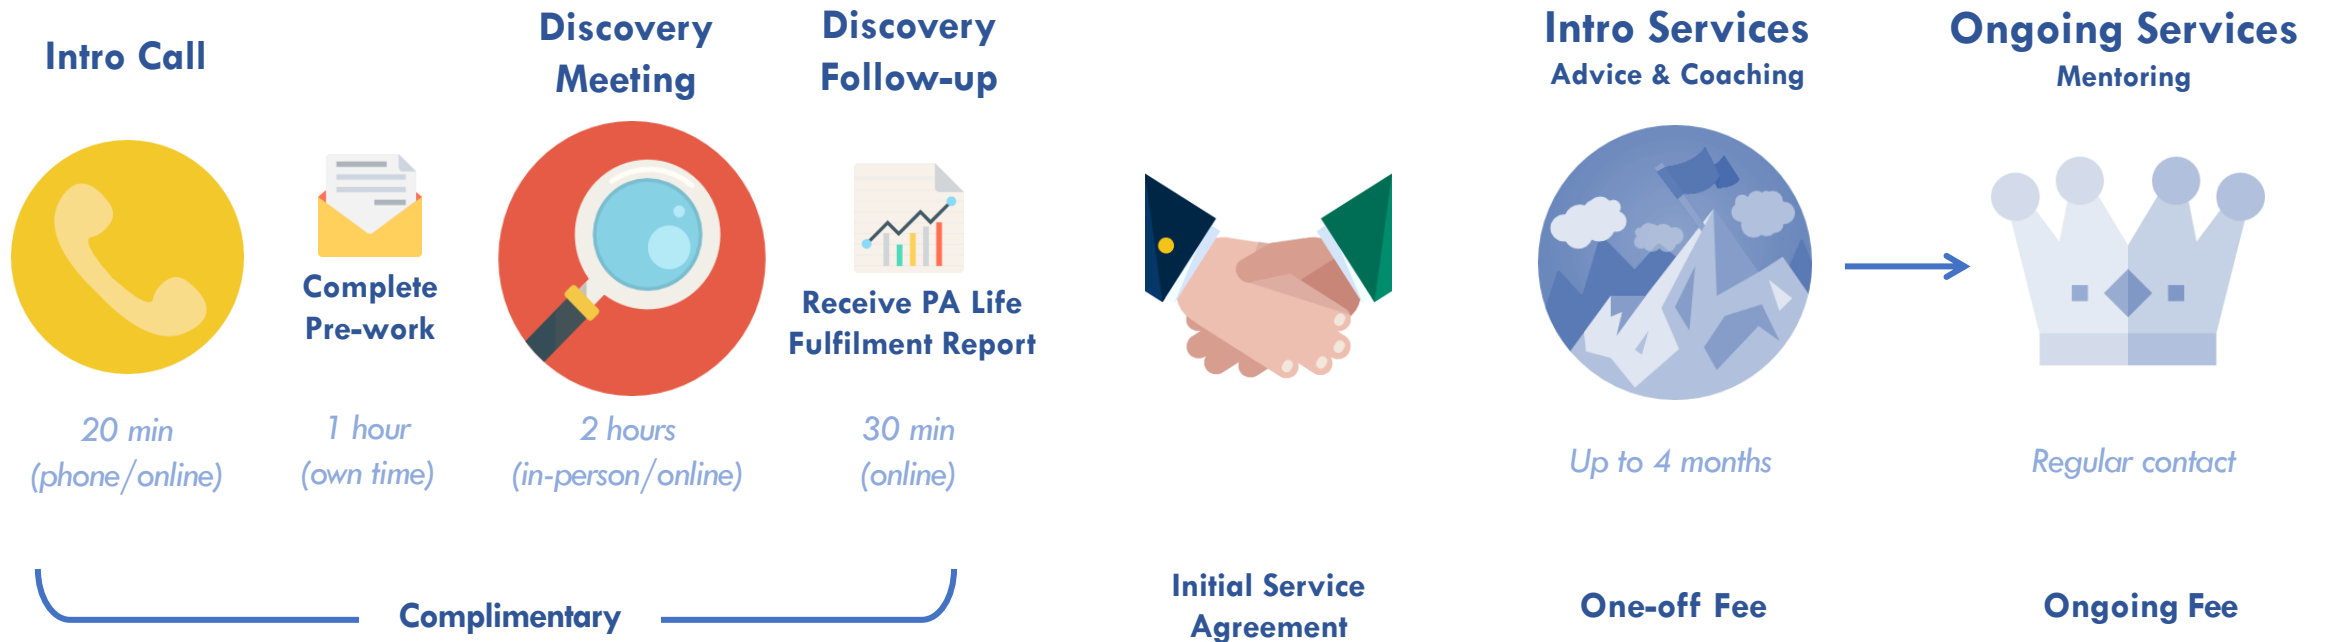 Intro Call
Complete
Pre-work
Discovery
Meeting
Discovery
Follow-up
Receive PA Life
Fulfilment Report
Intro Services
Advice & Coaching
Ongoing Services
Mentoring
20 min
(phone/online)
1 hour
(own time)
2 hours
(in-person/online)
30 min
(online)
Up to 4 months
Regular contact
Complimentary
Initial Service
Agreement
One-off Fee
Ongoing Fee